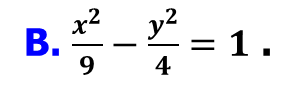 B. x²/9 − y²/4 = 1 .